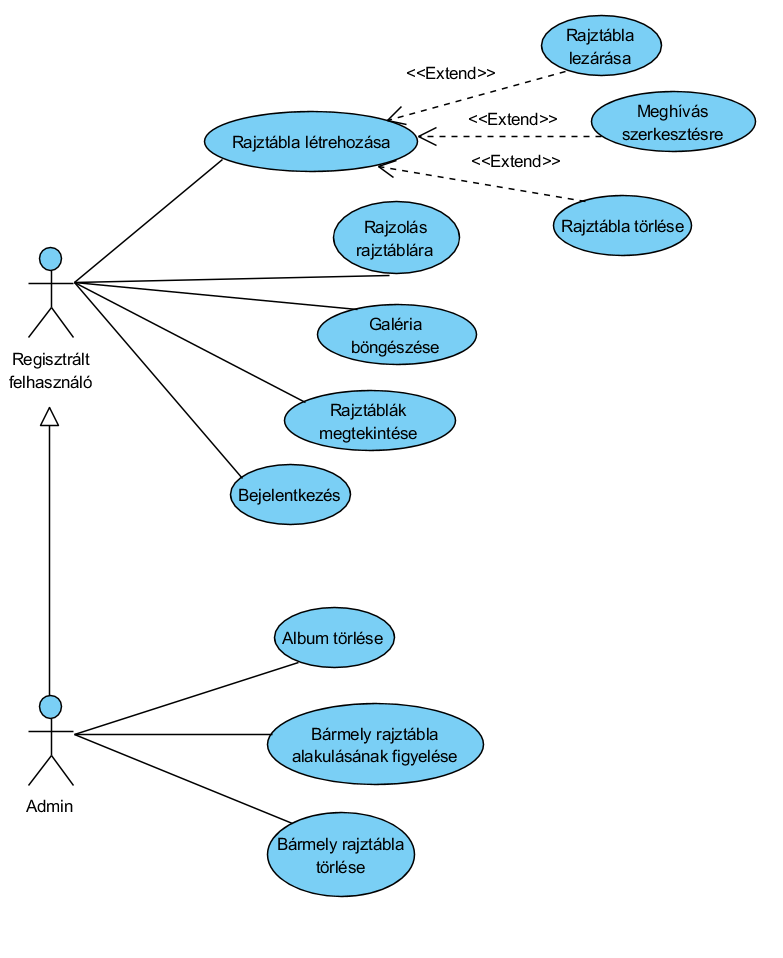 Rajztábla
lezárása
<<Extend>>
Meghívás
szerkesztésre
<<Extend>>
Rajztábla létrehozása
<<Extend>>
Rajztábla törlése
Rajzolás
rajztáblára
Galéria
böngészése
Regisztrált
felhasználó
Rajztáblák
megtekintése
Bejelentkezés
Album törlése
Bármely rajztábla
alakulásának figyelése
Admin
Bármely rajztábla
törlése